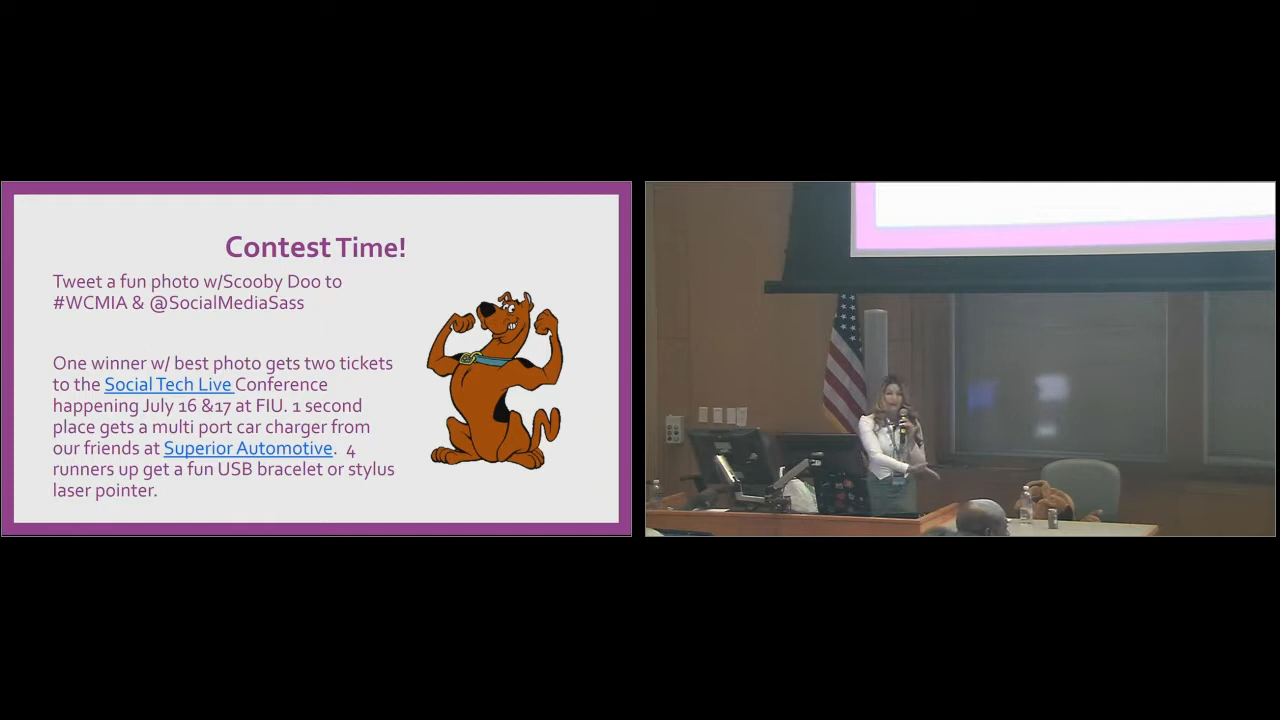 Contest Time!
Tweet a fun photo w/Scooby Doo to
#WCMIA & @SocialMediaSass
One winner w/ best photo gets two tickets
to the Social Tech Live Conference
happening July 16 &17 at FIU. 1 second
place gets a multi port car charger from
our friends at Superior Automotive. 4
runners up get a fun USB bracelet or stylus
laser pointer.